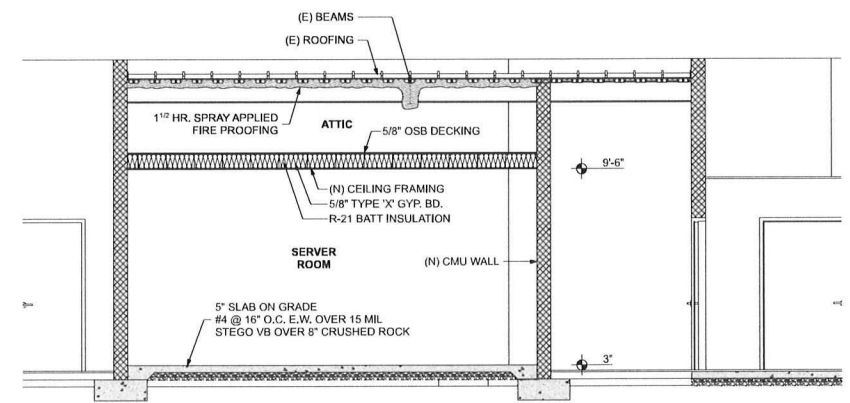 (E) BEAMS
(E) ROOFING
1 1/2 HR. SPRAY APPLIED
FIRE PROOFING
ATTIC
5/8" OSB DECKING
9'-6"
(N) CEILING FRAMING
5/8" TYPE 'X' GYP. BD.
R-21 BATT INSULATION
SERVER
ROOM
(N) CMU WALL
5" SLAB ON GRADE
#4 @ 16" O.C. E.W. OVER 15 MIL
STEGO VB OVER 8" CRUSHED ROCK
3"